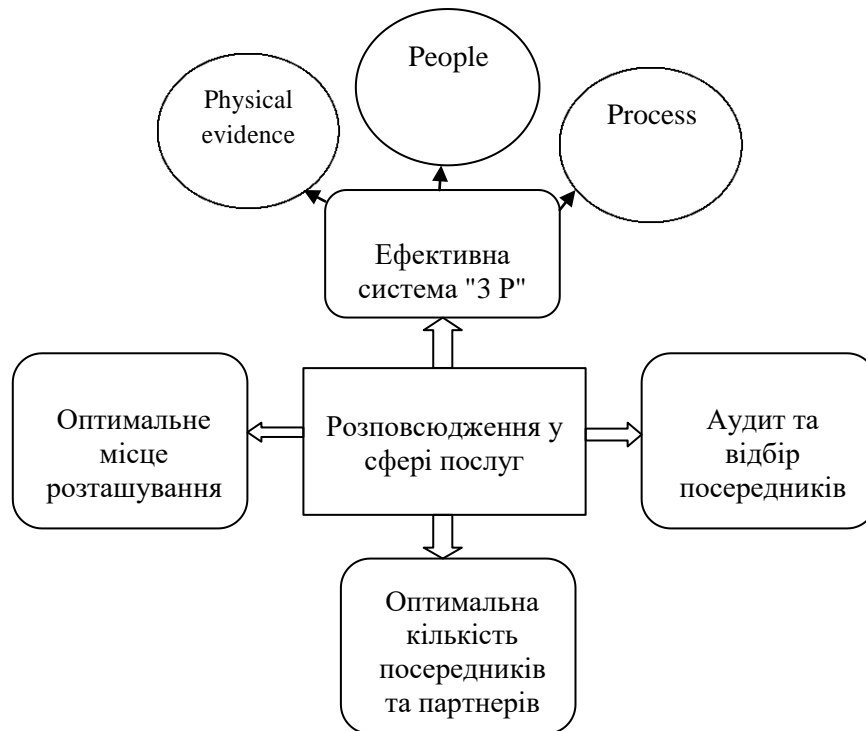 People
Physical
evidence
Process
Ефективна
система "3 Р"
Оптимальне
місце
розташування
Розповсюдження у
сфері послуг
Аудит та
відбір
посередників
Оптимальна
кількість
посередників
та партнерів